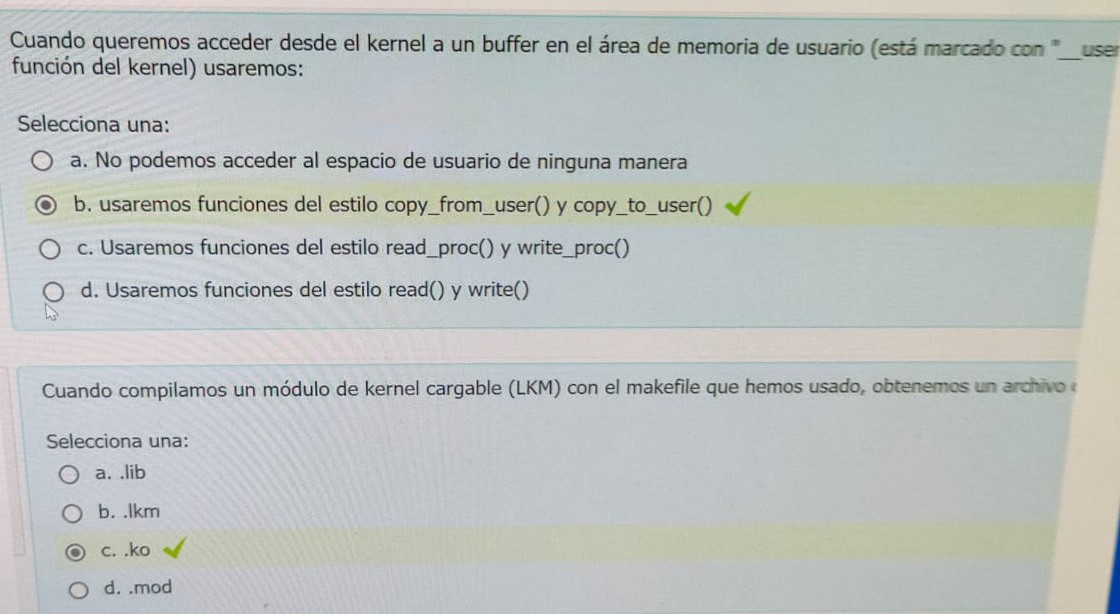 Cuando queremos acceder desde el kernel a un buffer en el área de memoria de usuario (está marcado con "__user
función del kernel) usaremos:
Selecciona una:
a. No podemos acceder al espacio de usuario de ninguna manera
b. usaremos funciones del estilo copy_from_user() y copy_to_user()
c. Usaremos funciones del estilo read_proc() y write_proc()
d. Usaremos funciones del estilo read() y write()
Cuando compilamos un módulo de kernel cargable (LKM) con el makefile que hemos usado, obtenemos un archivo
Selecciona una:
a. .lib
b. .lkm
c. .ko
d. .mod